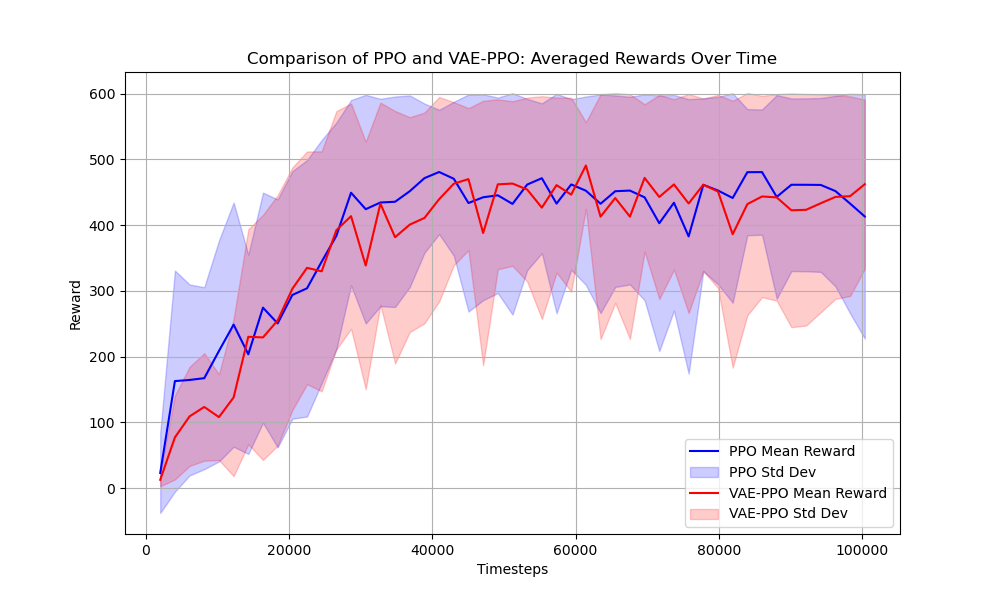 Comparison of PPO and VAE-PPO: Averaged Rewards Over Time
Reward
600
500
400
300
200
100
0
PPO Mean Reward
PPO Std Dev
VAE-PPO Mean Reward
VAE-PPO Std Dev
0 20000 40000 60000 80000 100000
Timesteps